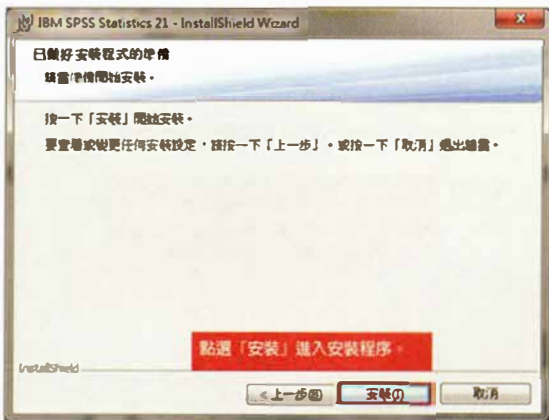 IBM SPSS Statistics 21 - InstallShield Wizard
已做好安裝程式的準備
精靈準備開始安裝。
按一下「安裝」開始安裝。
要查看或變更任何安裝設定，請按一下「上一步」。或按一下「取消」退出精靈。
點選「安裝」進入安裝程序。
InstallShield
<上一步(B)
安裝(I)
取消